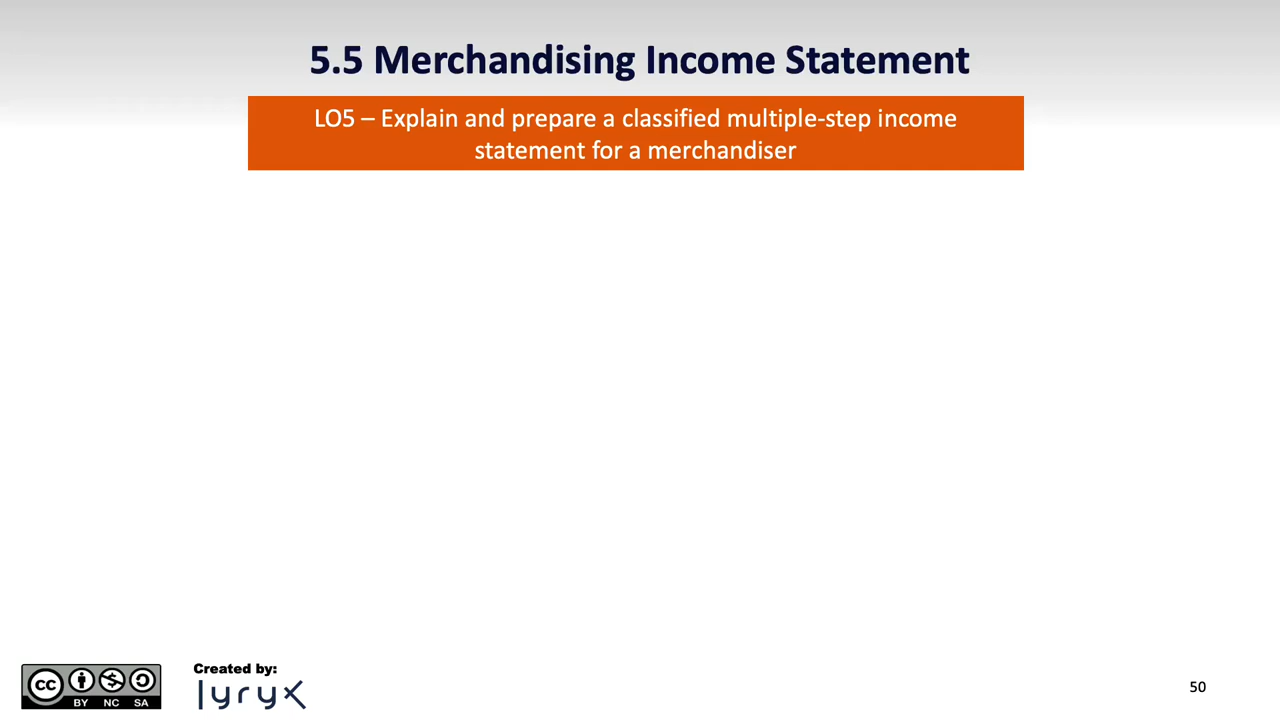 5.5 Merchandising Income Statement
LO5 – Explain and prepare a classified multiple-step income
statement for a merchandiser
Created by:
lyryx
cc
BY NC SA
50